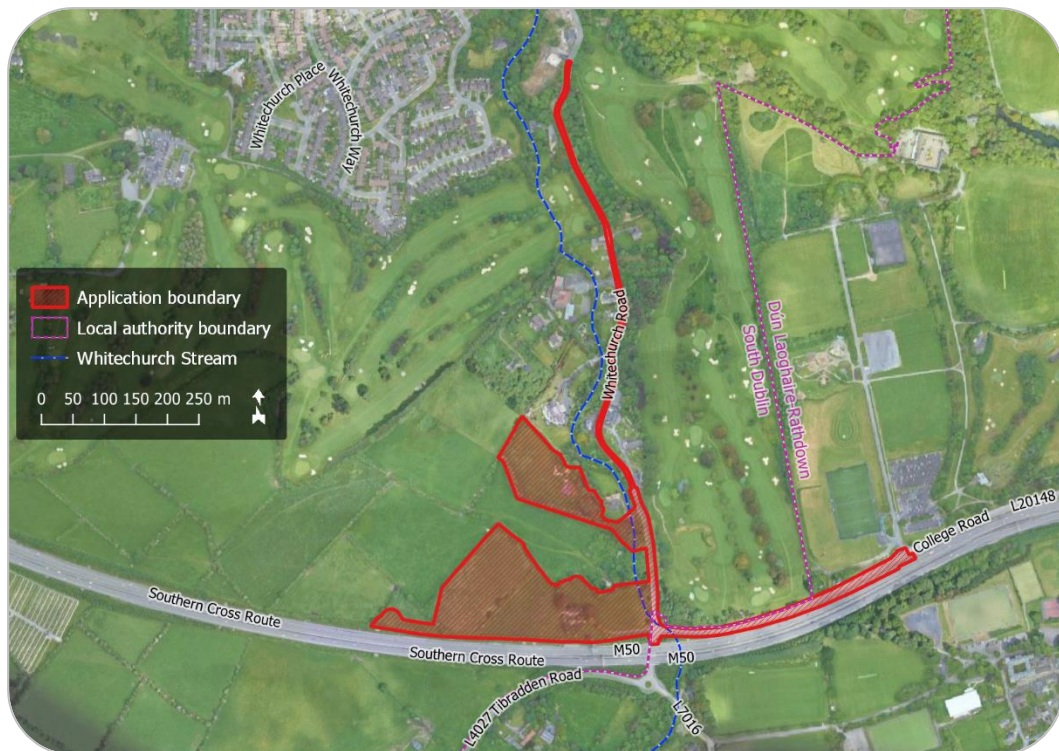 Whitechurch Place
Whitechurch Way
Application boundary
Local authority boundary
Whitechurch Stream
0 50 100 150 200 250 m
Whitechurch Road
Dún Laoghaire-Rathdown
South Dublin
College Road
L20148
Southern Cross Route
Southern Cross Route
M50
M50
L4027 Tibradden Road
L7016